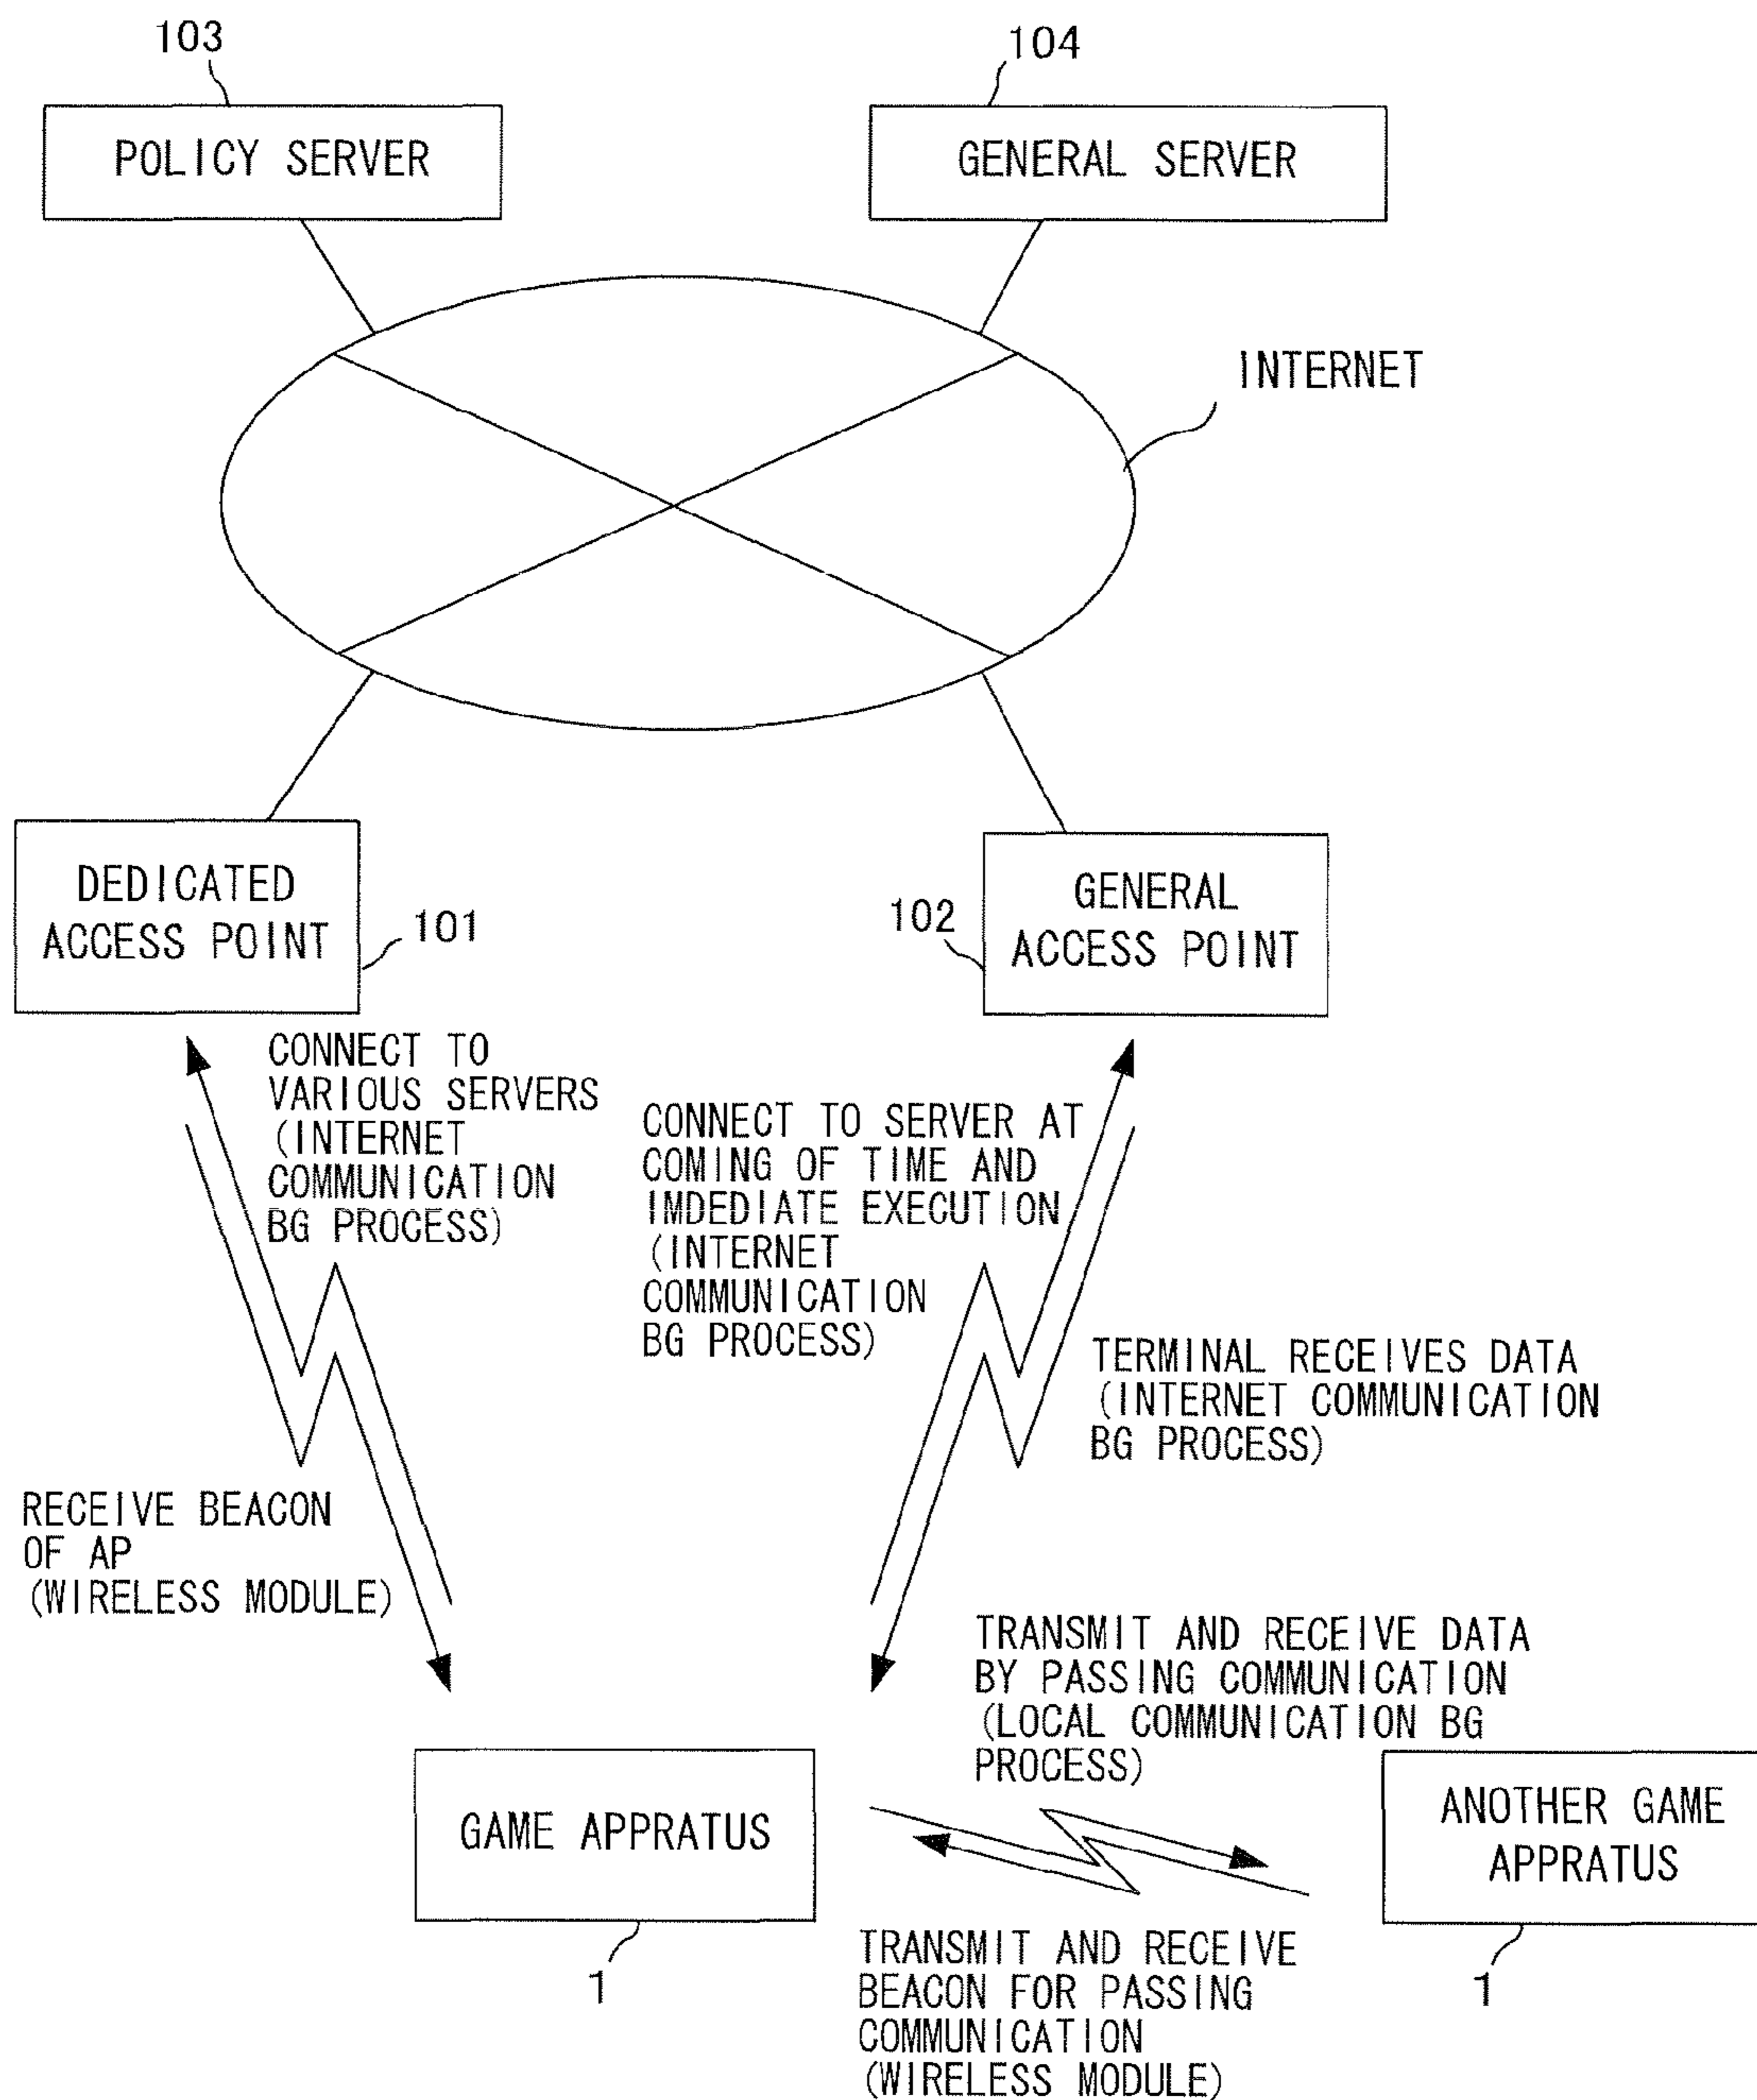 103
104
POLICY SERVER
GENERAL SERVER
INTERNET
DEDICATED
ACCESS POINT
101
GENERAL
ACCESS POINT
102
CONNECT TO
VARIOUS SERVERS
(INTERNET
COMMUNICATION
BG PROCESS)
CONNECT TO SERVER AT
COMING OF TIME AND
IMDEDIATE EXECUTION
(INTERNET
COMMUNICATION
BG PROCESS)
TERMINAL RECEIVES DATA
(INTERNET COMMUNICATION
BG PROCESS)
RECEIVE BEACON
OF AP
(WIRELESS MODULE)
TRANSMIT AND RECEIVE DATA
BY PASSING COMMUNICATION
(LOCAL COMMUNICATION BG
PROCESS)
GAME APPRATUS
1
ANOTHER GAME
APPRATUS
1
TRANSMIT AND RECEIVE
BEACON FOR PASSING
COMMUNICATION
(WIRELESS MODULE)